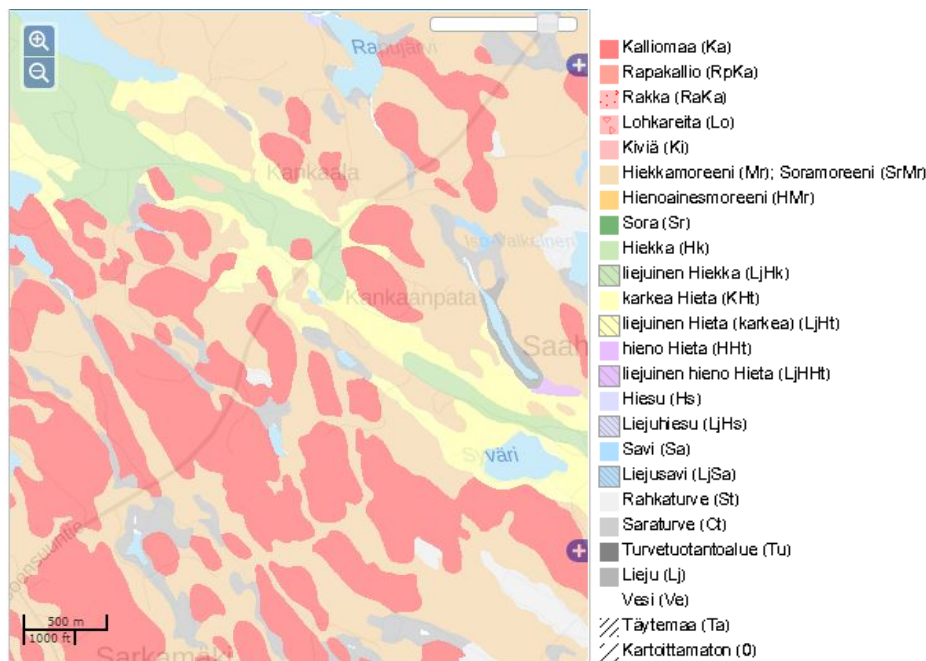 Ranujärvi
Kankaala
Iso-Valkeinen
Kankaanpata
Saah
Syväri
oonsuuntie
500 m
1000 ft
Sarkamäki
Kalliomaa (Ka)
Rapakallio (RpKa)
Rakka (RaKa)
Lohkareita (Lo)
Kiviä (Ki)
Hiekkamoreeni (Mr); Soramoreeni (SrMr)
Hienoainesmoreeni (HMr)
Sora (Sr)
Hiekka (Hk)
liejuinen Hiekka (LjHk)
karkea Hieta (KHt)
liejuinen Hieta (karkea) (LjHt)
hieno Hieta (HHt)
liejuinen hieno Hieta (LjHHt)
Hiesu (Hs)
Liejuhiesu (LjHs)
Savi (Sa)
Liejusavi (LjSa)
Rahkaturve (St)
Saraturve (Ct)
Turvetuotantoalue (Tu)
Lieju (Lj)
Vesi (Ve)
Täytemaa (Ta)
Kartoittamaton (0)